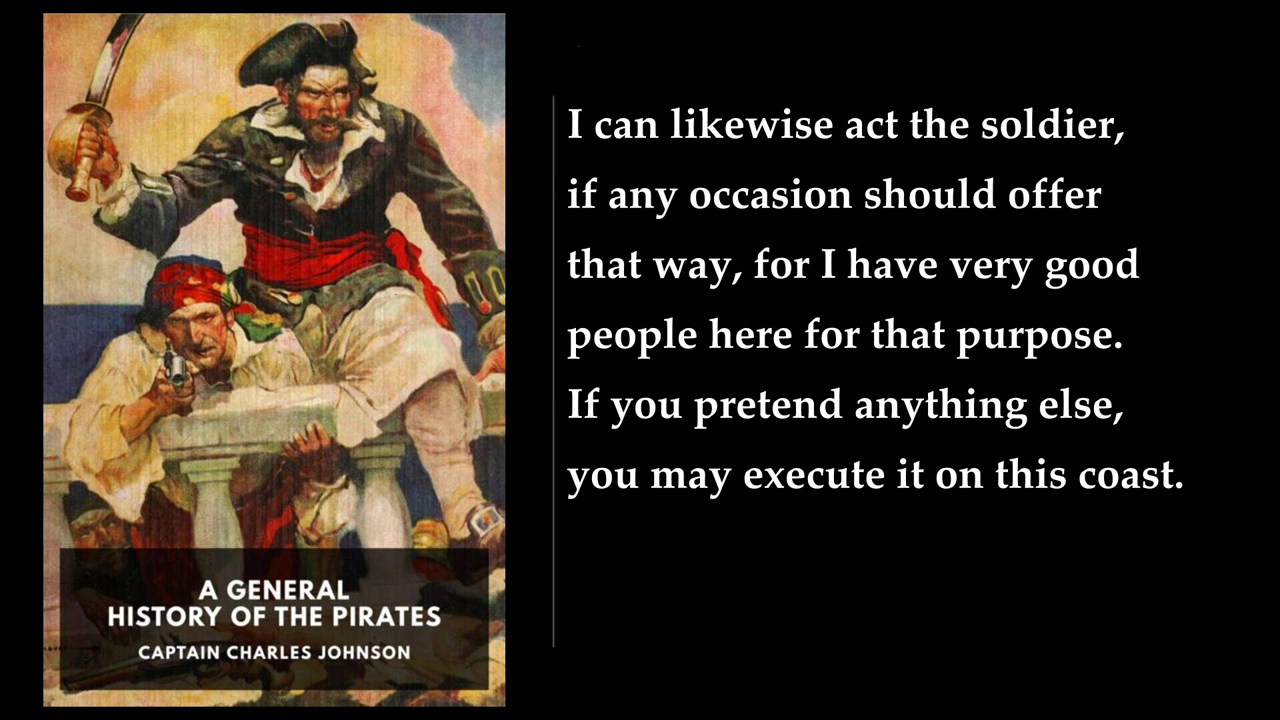 I can likewise act the soldier,
if any occasion should offer
that way, for I have very good
people here for that purpose.
If you pretend anything else,
you may execute it on this coast.
A GENERAL
HISTORY OF THE PIRATES
CAPTAIN CHARLES JOHNSON